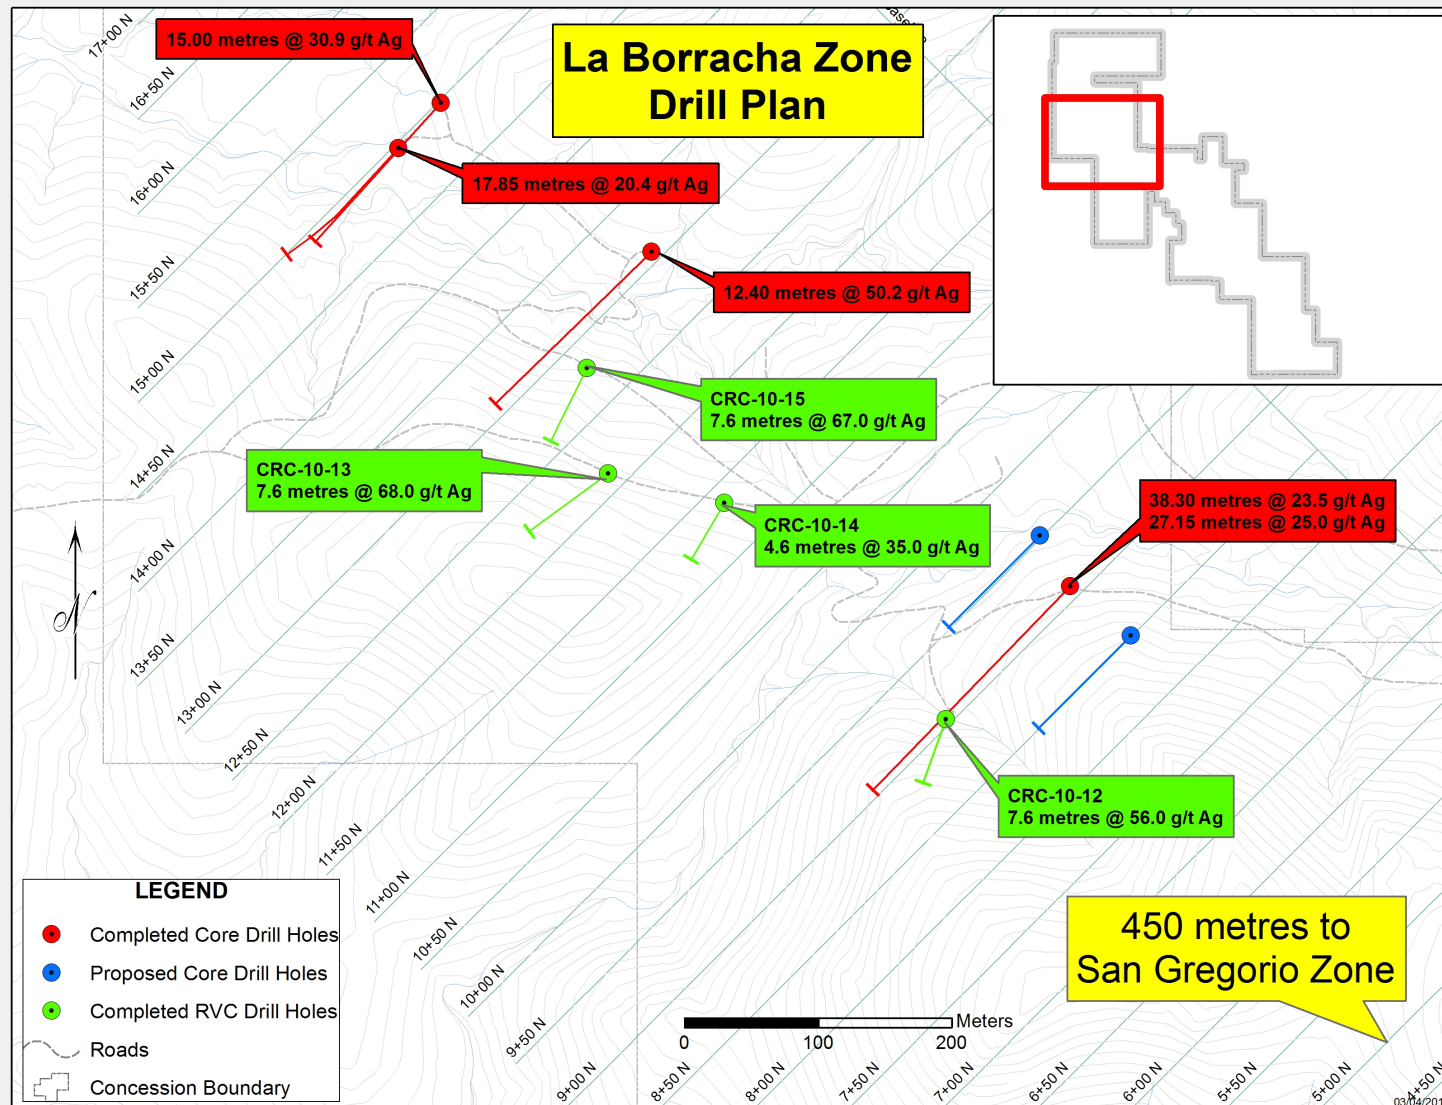 17+00 N
15.00 metres @ 30.9 g/t Ag
La Borracha Zone
Drill Plan
16+50 N
17.85 metres @ 20.4 g/t Ag
16+00 N
12.40 metres @ 50.2 g/t Ag
15+50 N
15+00 N
CRC-10-15
7.6 metres @ 67.0 g/t Ag
14+50 N
CRC-10-13
7.6 metres @ 68.0 g/t Ag
38.30 metres @ 23.5 g/t Ag
27.15 metres @ 25.0 g/t Ag
CRC-10-14
4.6 metres @ 35.0 g/t Ag
14+00 N
N
13+50 N
13+00 N
12+50 N
12+00 N
CRC-10-12
7.6 metres @ 56.0 g/t Ag
11+50 N
11+00 N
10+50 N
10+00 N
9+50 N
LEGEND
Completed Core Drill Holes
Proposed Core Drill Holes
Completed RVC Drill Holes
Roads
Concession Boundary
450 metres to
San Gregorio Zone
Meters
0 100 200
9+00 N
8+50 N
8+00 N
7+50 N
7+00 N
6+50 N
6+00 N
5+50 N
5+00 N
4+50 N